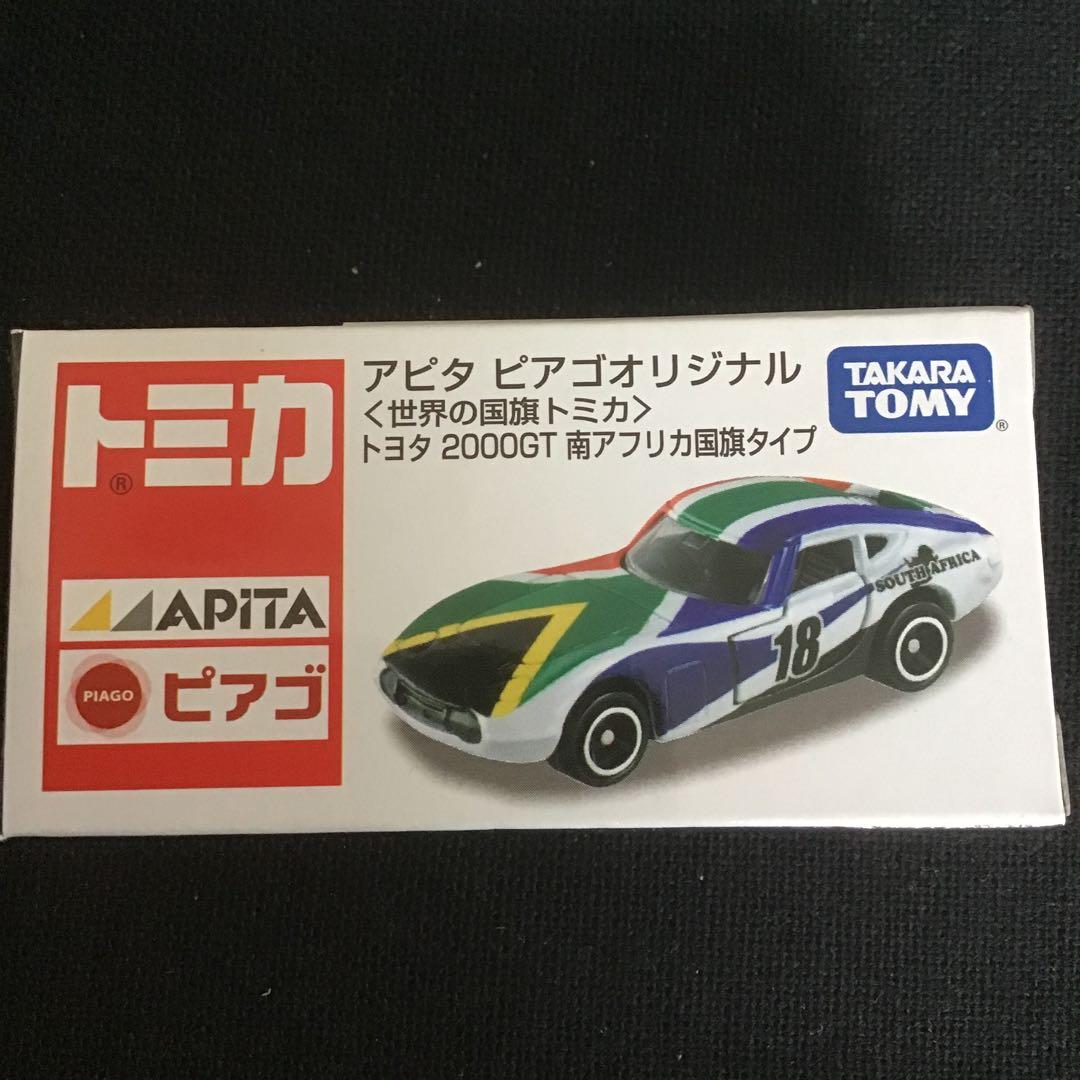 トミカ
®
APiTA
PIAGO ピアゴ
アピタ ピアゴオリジナル
<世界の国旗トミカ>
トヨタ 2000GT 南アフリカ国旗タイプ
TAKARA
TOMY
®
18
SOUTH AFRICA